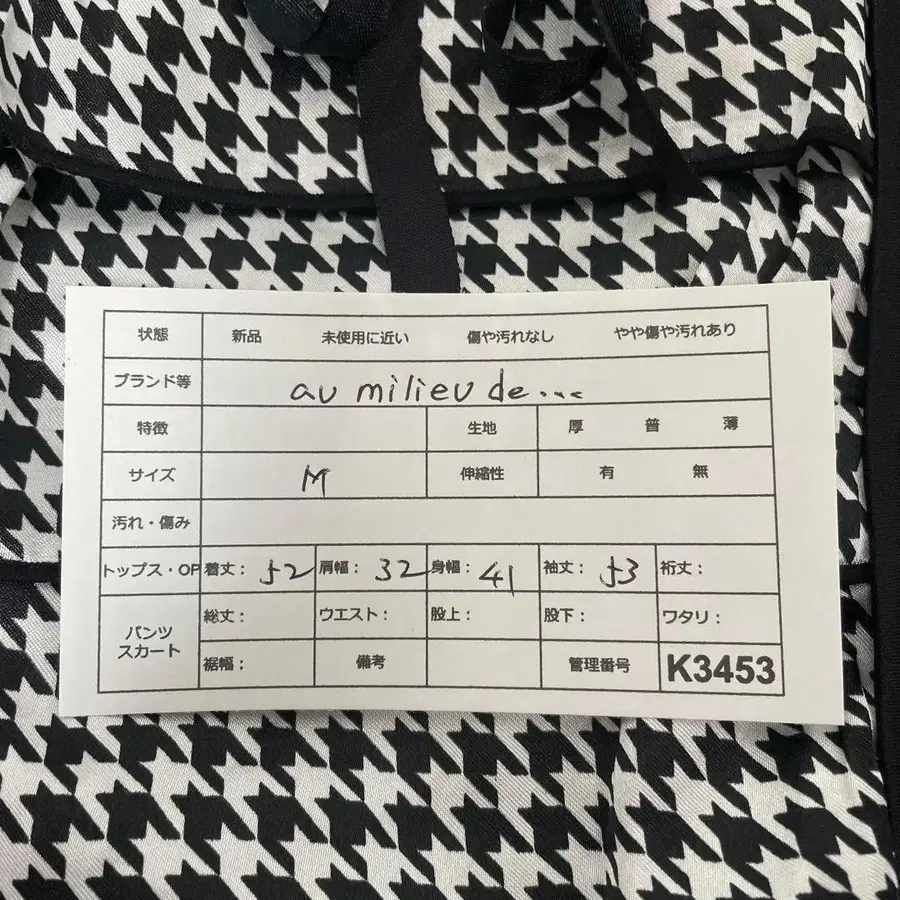 状態 新品 未使用に近い 傷や汚れなし やや傷や汚れあり
ブランド等 au milieu de...
特徴 生地 厚 普 薄
サイズ M 伸縮性 有 無
汚れ・傷み
トップス・OP 着丈: 52 肩幅: 32 身幅: 41 袖丈: 53 裄丈:
パンツ
スカート
総丈: ウエスト: 股上: 股下: ワタリ:
裾幅: 備考 管理番号 K3453